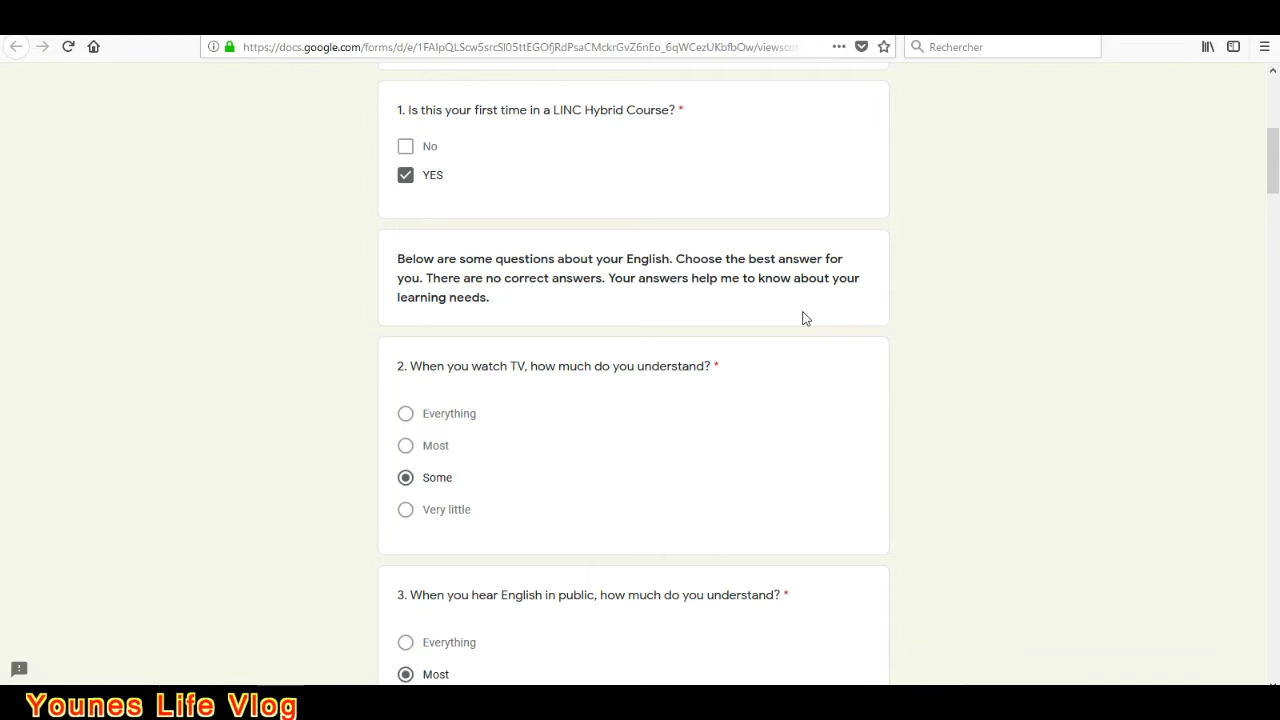 https://docs.google.com/forms/d/e/1FAIpQLScw5srcSl05ttEGOfjRdPsaCMckrGvZ6nEo_6qWCezUKbfbOw/viewsco
Rechercher
1. Is this your first time in a LINC Hybrid Course? *
No
YES
Below are some questions about your English. Choose the best answer for
you. There are no correct answers. Your answers help me to know about your
learning needs.
2. When you watch TV, how much do you understand? *
Everything
Most
Some
Very little
3. When you hear English in public, how much do you understand? *
Everything
Most
Younes Life Vlog